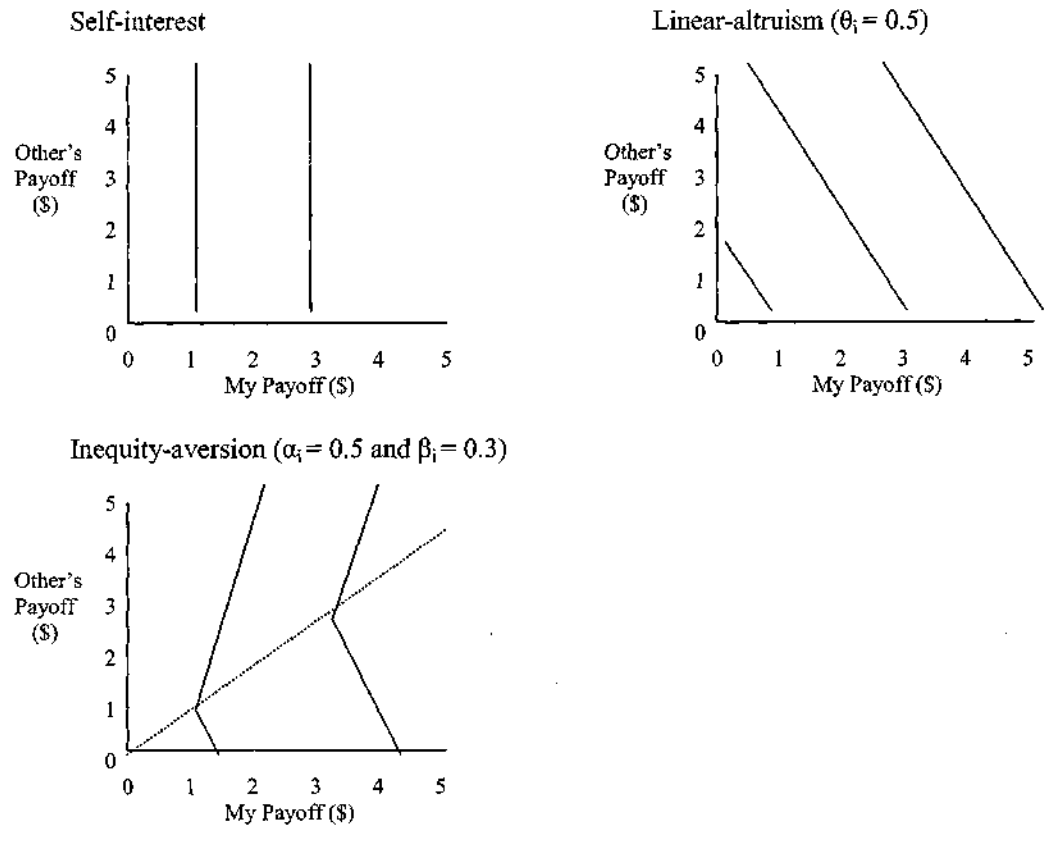 Self-interest
5
4
3
2
1
0
Other's
Payoff
($)
0 1 2 3 4 5
My Payoff ($)
Linear-altruism (θi = 0.5)
5
4
3
2
1
0
Other's
Payoff
($)
0 1 2 3 4 5
My Payoff ($)
Inequity-aversion (αi = 0.5 and βi = 0.3)
5
4
3
2
1
0
Other's
Payoff
($)
0 1 2 3 4 5
My Payoff ($)